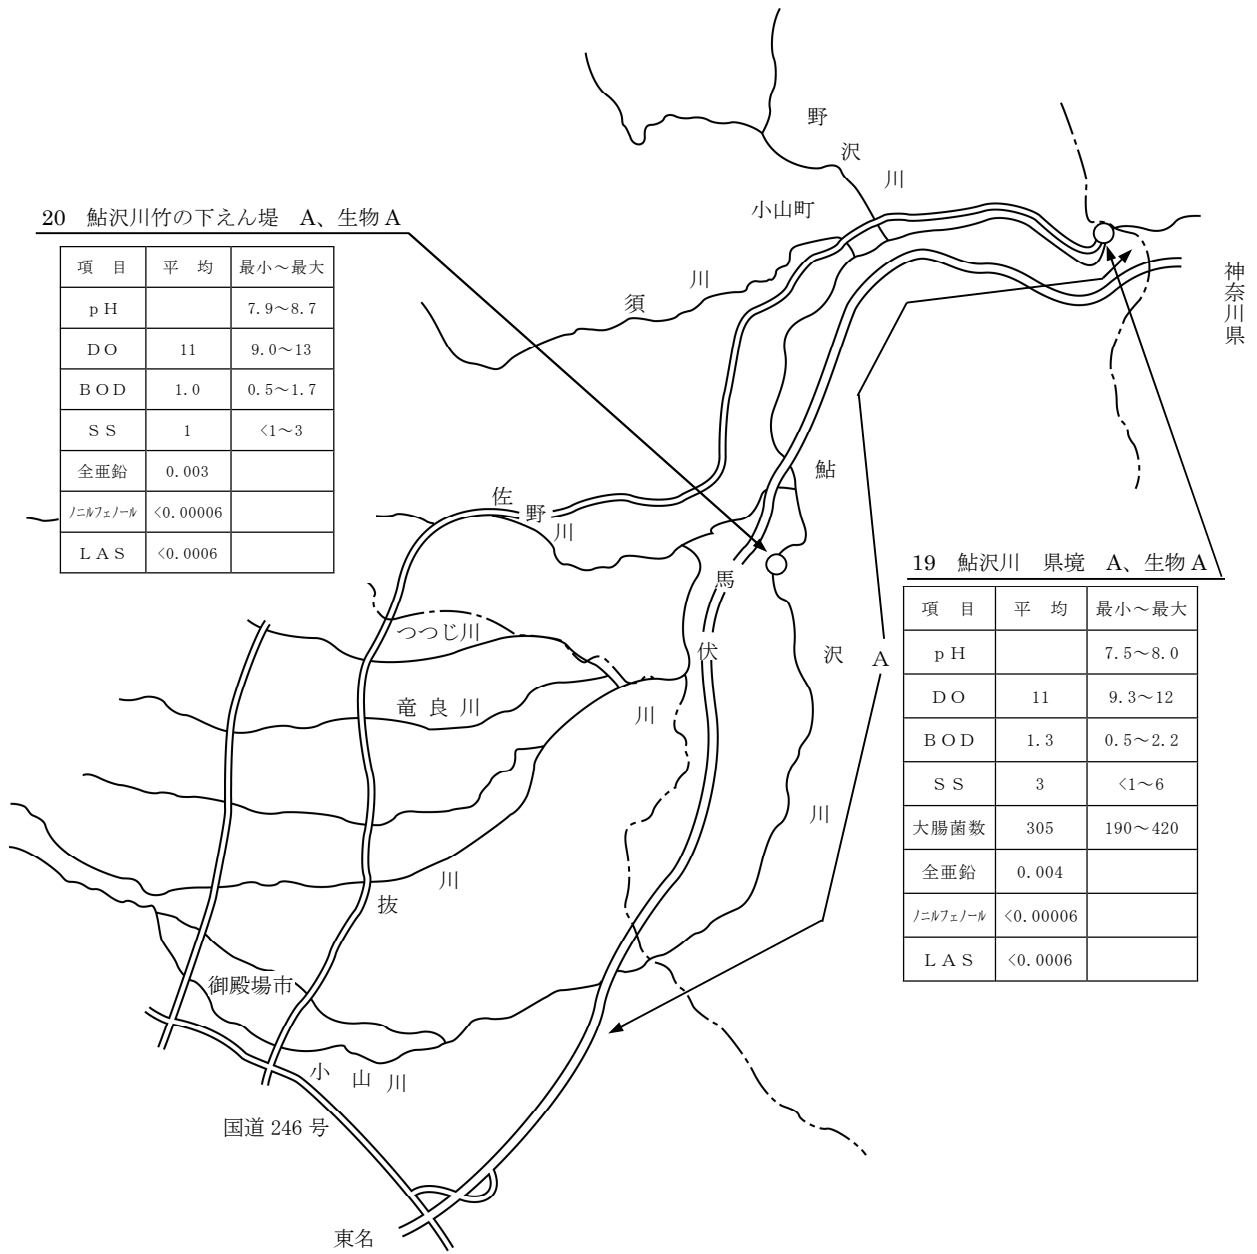 野沢川
小山町
須川
神奈川県
20 鮎沢川竹の下えん堤 A、生物A
項 目 平 均 最小～最大
pH 7.9～8.7
DO 11 9.0～13
BOD 1.0 0.5～1.7
SS 1 <1～3
全亜鉛 0.003
ノニルフェノール <0.00006
LAS <0.0006
佐野川
鮎沢川
馬伏川
つつじ川
竜良川
A
19 鮎沢川 県境 A、生物A
項 目 平 均 最小～最大
pH 7.5～8.0
DO 11 9.3～12
BOD 1.3 0.5～2.2
SS 3 <1～6
大腸菌数 305 190～420
全亜鉛 0.004
ノニルフェノール <0.00006
LAS <0.0006
抜川
御殿場市
小山川
国道246号
東名